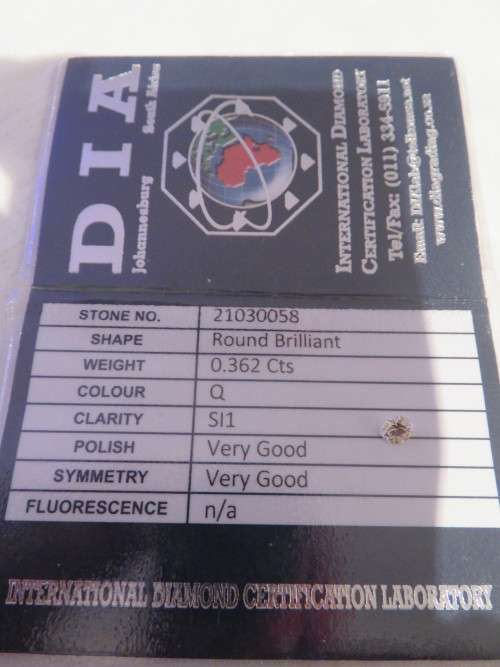 DIA
Johannesburg South Africa
INTERNATIONAL DIAMOND
CERTIFICATION LABORATORY
Tel/Fax: (011) 334-5911
Email:
www.diagrading.co.za
STONE NO. 21030058
SHAPE Round Brilliant
WEIGHT 0.362 Cts
COLOUR Q
CLARITY SI1
POLISH Very Good
SYMMETRY Very Good
FLUORESCENCE n/a
INTERNATIONAL DIAMOND CERTIFICATION LABORATORY